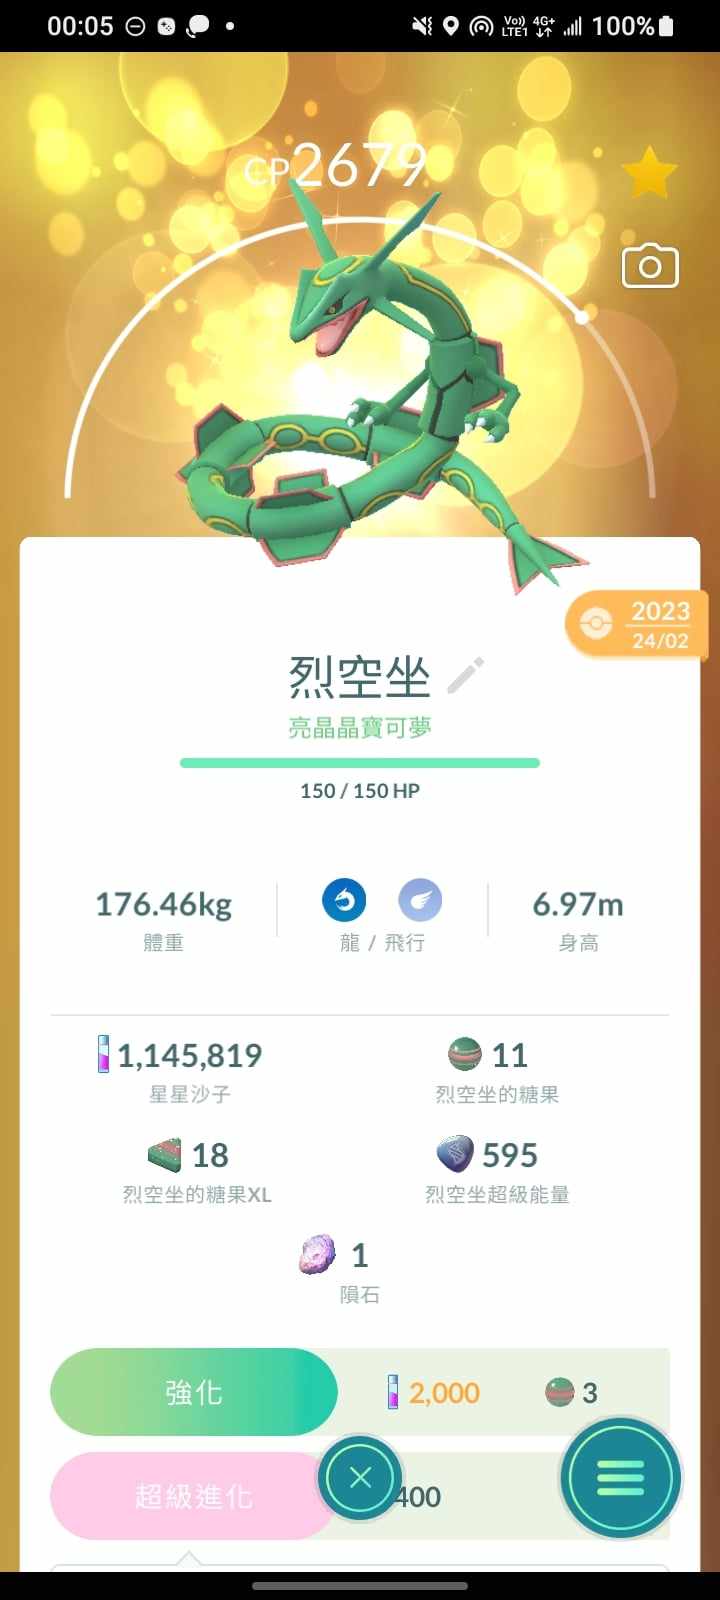 00:05
Vo)) 4G+ 100%
LTE1
CP2679
2023
24/02
烈空坐
亮晶晶寶可夢
150 / 150 HP
176.46kg
6.97m
體重
龍 / 飛行
身高
1,145,819
11
星星沙子
烈空坐的糖果
18
595
烈空坐的糖果XL
烈空坐超級能量
1
隕石
強化
2,000
3
超級進化
400